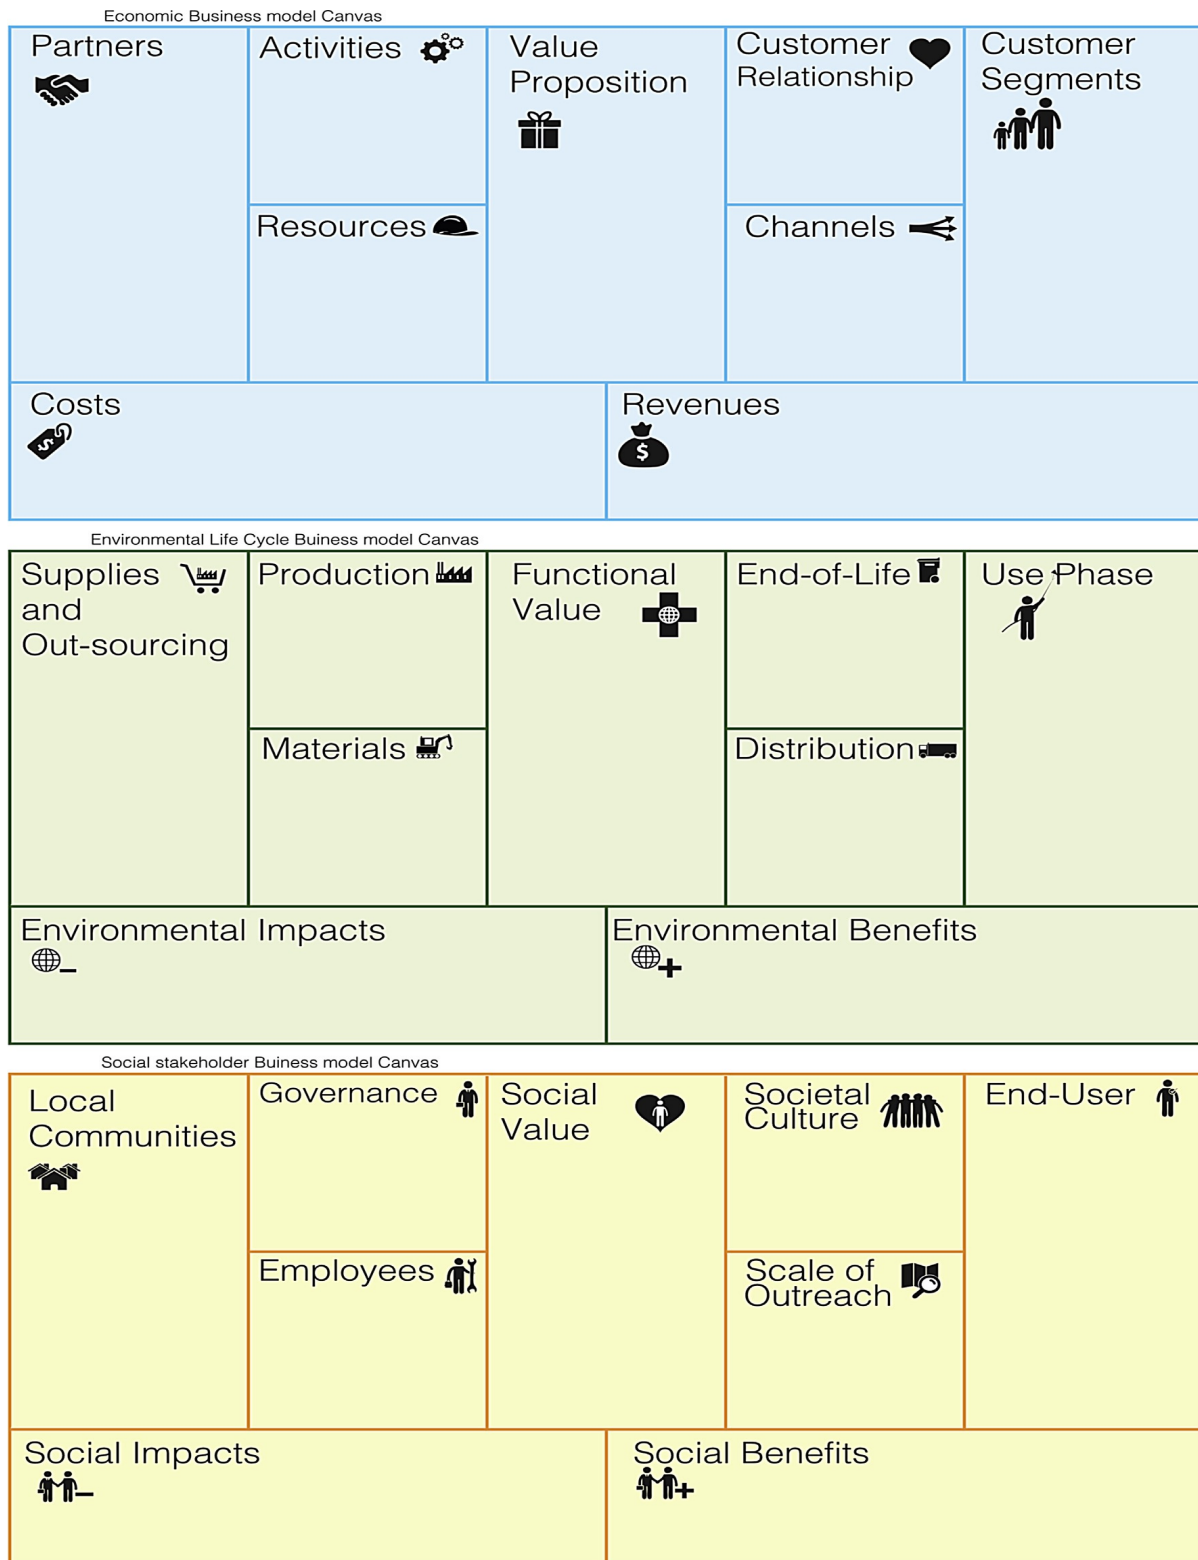 Economic Business model Canvas
Partners
Activities
Value
Proposition
Customer
Relationship
Customer
Segments
Resources
Channels
Costs
$
Revenues
$
Environmental Life Cycle Buiness model Canvas
Supplies
and
Out-sourcing
Production
Functional
Value
End-of-Life
Use Phase
Materials
Distribution
Environmental Impacts
Environmental Benefits
Social stakeholder Buiness model Canvas
Local
Communities
Governance
Social
Value
Societal
Culture
End-User
Employees
Scale of
Outreach
Social Impacts
Social Benefits